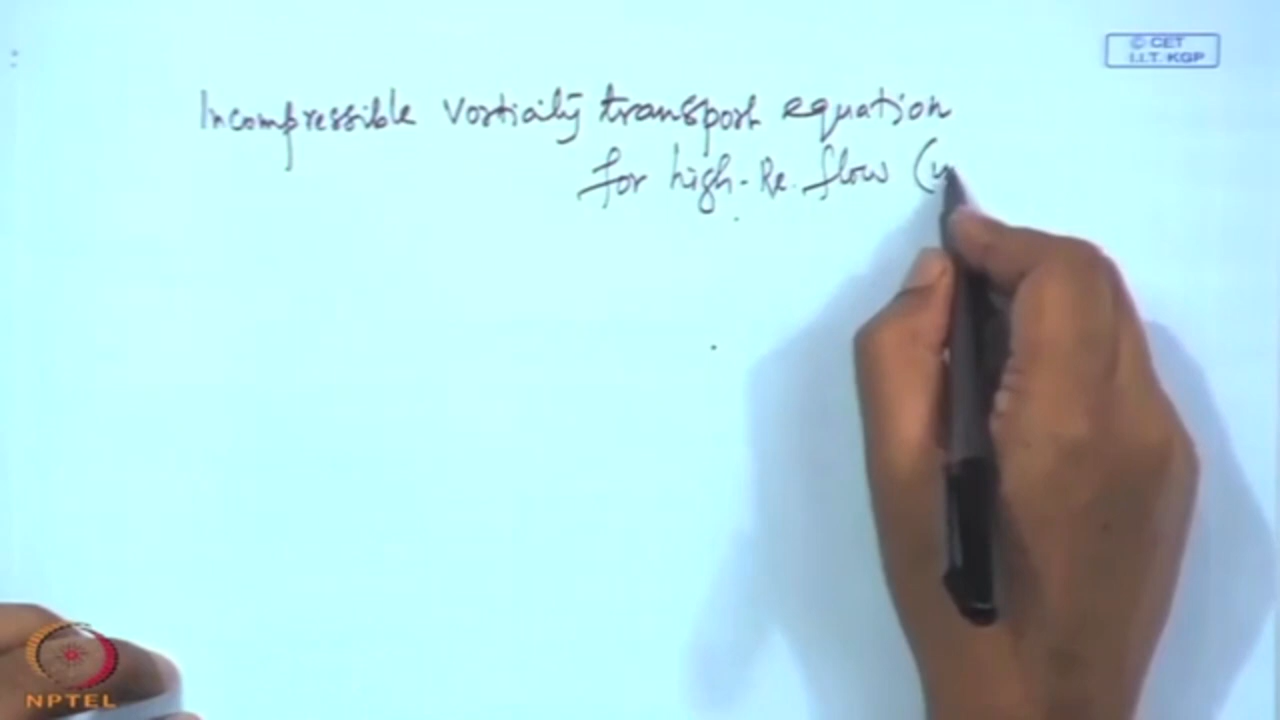 © CET
I.I.T. KGP
Incompressible vorticity transport equation
for high-Re. flow (
NPTEL